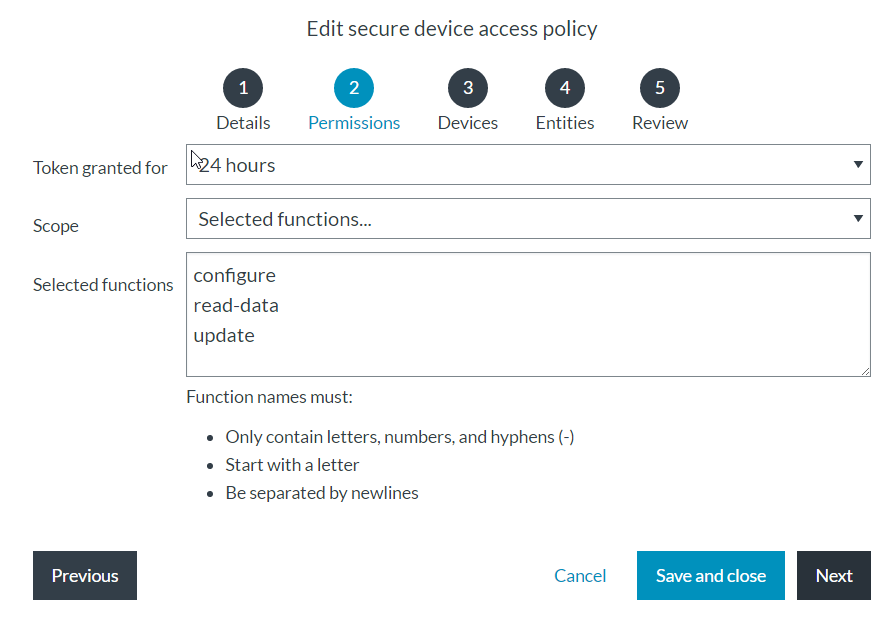 Edit secure device access policy
1 2 3 4 5
Details Permissions Devices Entities Review
Token granted for 24 hours
Scope Selected functions...
Selected functions
configure
read-data
update
Function names must:
• Only contain letters, numbers, and hyphens (-)
• Start with a letter
• Be separated by newlines
Previous Cancel Save and close Next